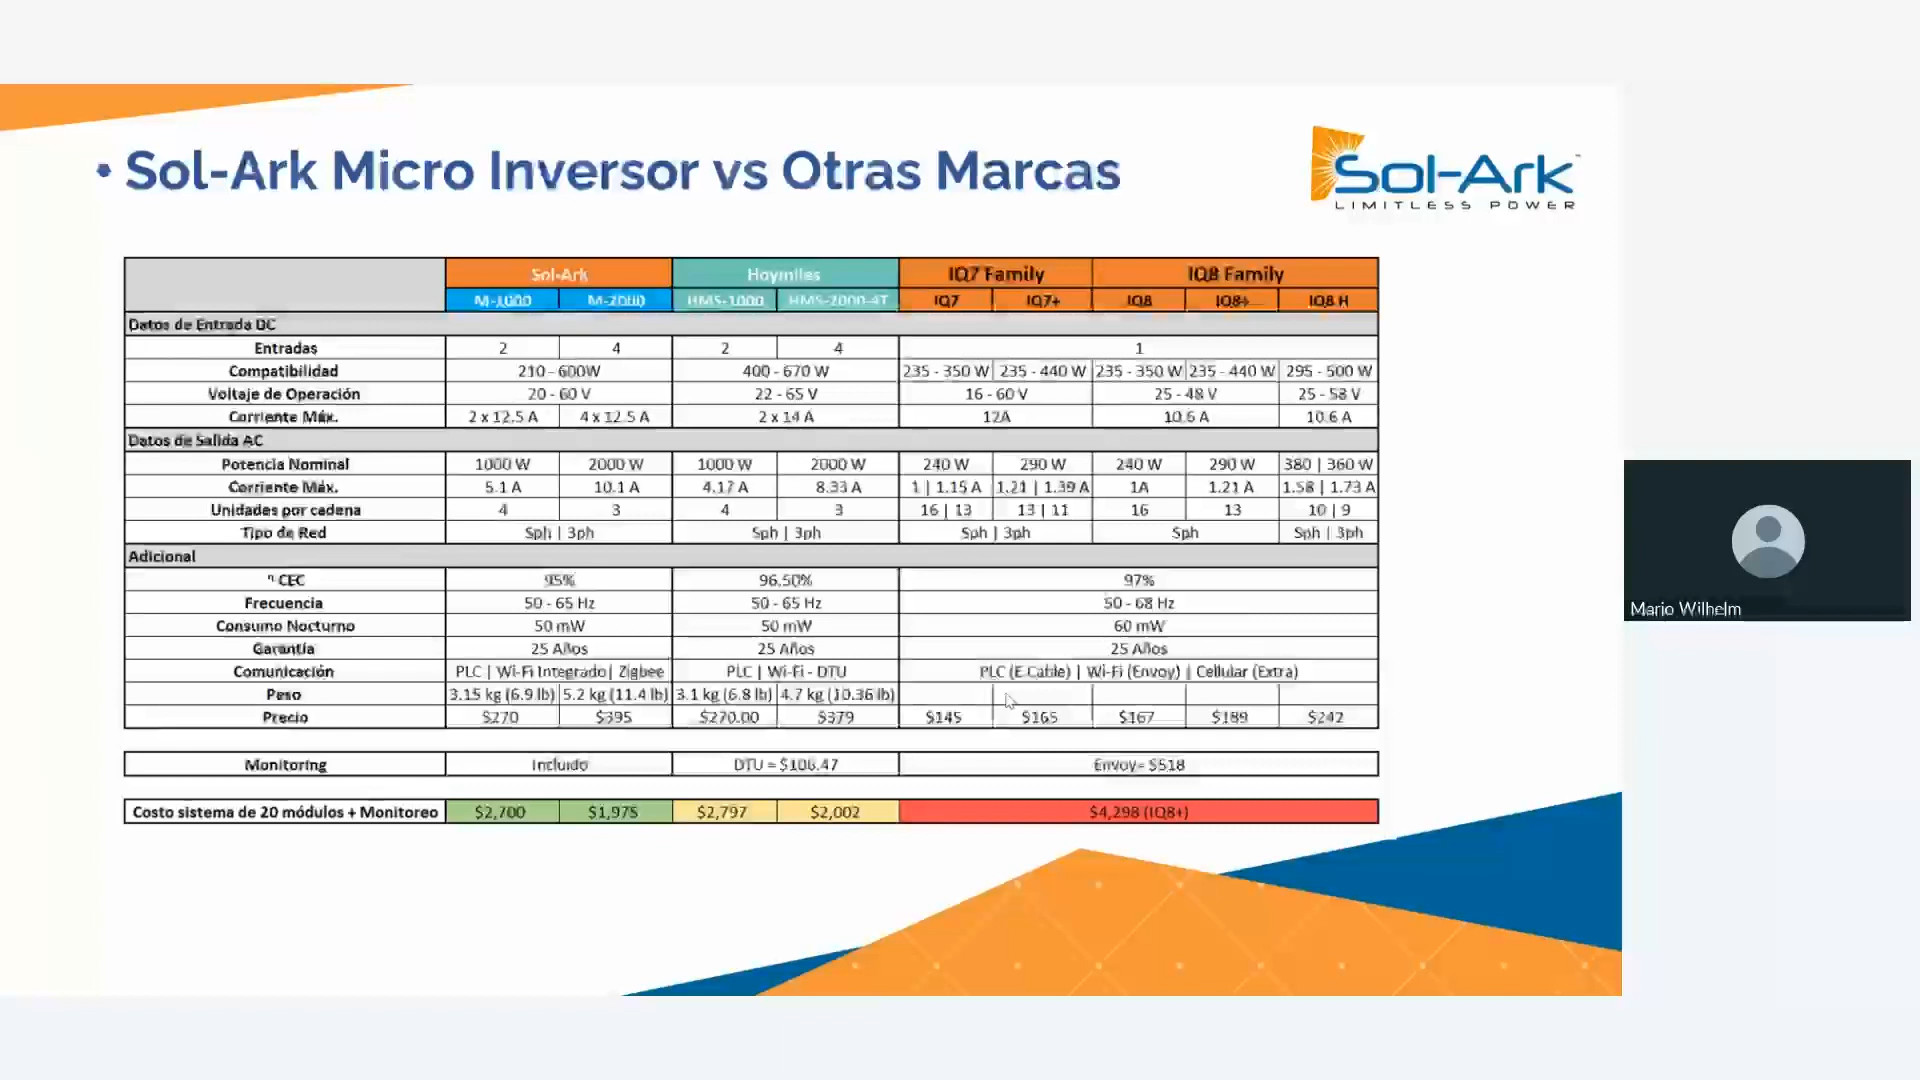 • Sol-Ark Micro Inversor vs Otras Marcas
Sol-Ark
LIMITLESS POWER
Sol-Ark Hoymiles IQ7 Family IQ8 Family
M-1000 M-2000 HMS-1000 HMS-2000-4T IQ7 IQ7+ IQ8 IQ8+ IQ8 H
Datos de Entrada DC
Entradas 2 4 2 4 1
Compatibilidad 210 - 600W 400 - 670 W 235 - 350 W 235 - 440 W 235 - 350 W 235 - 440 W 295 - 500 W
Voltaje de Operación 20 - 60 V 22 - 65 V 16 - 60 V 25 - 48 V 25 - 58 V
Corriente Máx. 2 x 12.5 A 4 x 12.5 A 2 x 14 A 12A 10.6 A 10.6 A
Datos de Salida AC
Potencia Nominal 1000 W 2000 W 1000 W 2000 W 240 W 290 W 240 W 290 W 380 | 360 W
Corriente Máx. 5.1 A 10.1 A 4.17 A 8.33 A 1 | 1.15 A 1.21 | 1.39 A 1A 1.21 A 1.58 | 1.73 A
Unidades por cadena 4 3 4 3 16 | 13 13 | 11 16 13 10 | 9
Tipo de Red Sph | 3ph Sph | 3ph Sph | 3ph Sph Sph | 3ph
Adicional
CEC 95% 96.50% 97%
Frecuencia 50 - 65 Hz 50 - 65 Hz 50 - 68 Hz
Consumo Nocturno 50 mW 50 mW 60 mW
Garantía 25 Años 25 Años 25 Años
Comunicación PLC | Wi-Fi Integrado| Zigbee PLC | Wi-Fi - DTU PLC (E-Cable) | Wi-Fi (Envoy) | Cellular (Extra)
Peso 3.15 kg (6.9 lb) 5.2 kg (11.4 lb) 3.1 kg (6.8 lb) 4.7 kg (10.36 lb)
Precio $270 $395 $270.00 $379 $145 $165 $167 $189 $242
Monitoring Incluido DTU = $106.47 Envoy= $518
Costo sistema de 20 módulos + Monitoreo $2,700 $1,975 $2,797 $2,002 $4,298 (IQ8+)
Mario Wilhelm